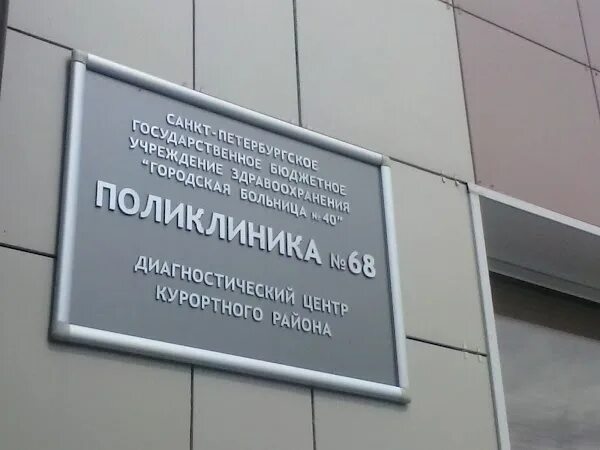 САНКТ-ПЕТЕРБУРГСКОЕ
ГОСУДАРСТВЕННОЕ БЮДЖЕТНОЕ
УЧРЕЖДЕНИЕ ЗДРАВООХРАНЕНИЯ
"ГОРОДСКАЯ БОЛЬНИЦА №40"
ПОЛИКЛИНИКА №68
ДИАГНОСТИЧЕСКИЙ ЦЕНТР
КУРОРТНОГО РАЙОНА